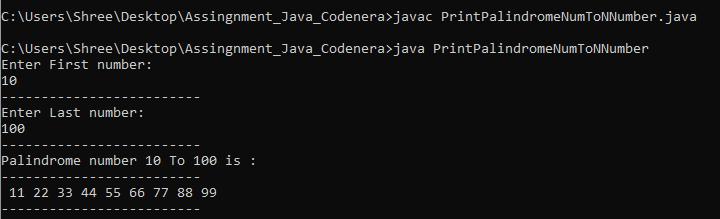 C:\Users\Shree\Desktop\Assingnment_Java_Codenera>javac PrintPalindromeNumToNNumber.java
C:\Users\Shree\Desktop\Assingnment_Java_Codenera>java PrintPalindromeNumToNNumber
Enter First number:
10
-------------------------
Enter Last number:
100
-------------------------
Palindrome number 10 To 100 is :
-------------------------
 11 22 33 44 55 66 77 88 99
-------------------------